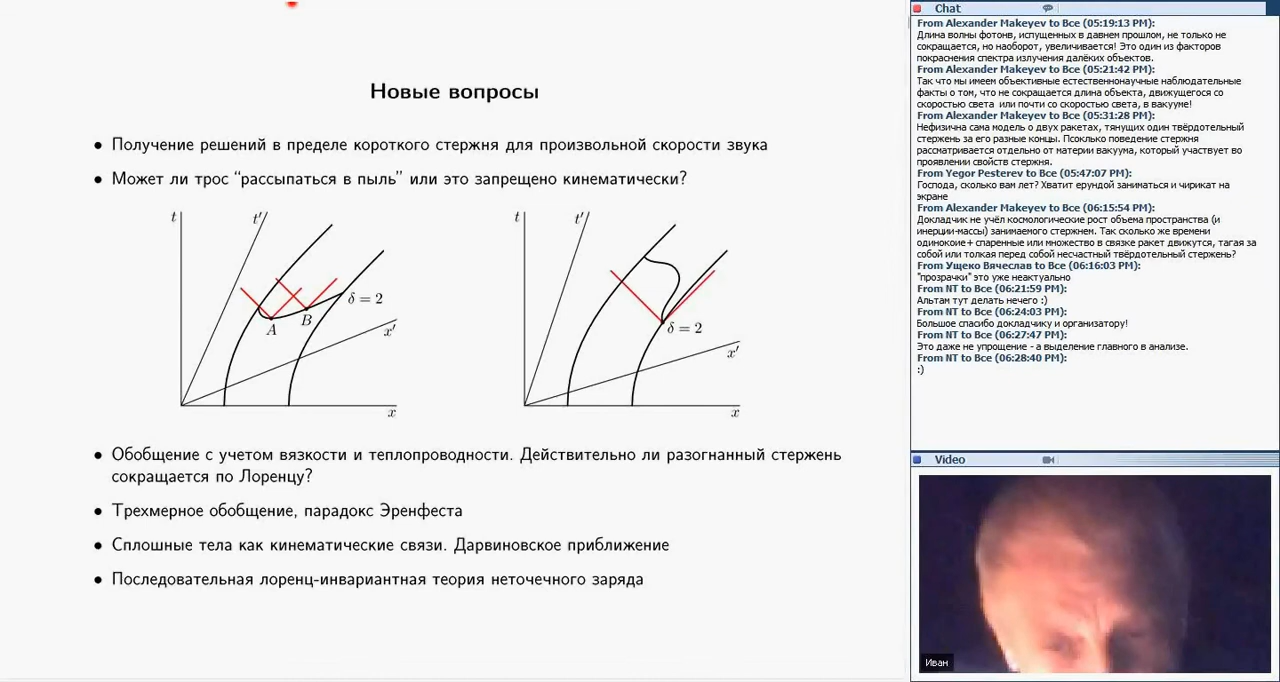 Новые вопросы
• Получение решений в пределе короткого стержня для произвольной скорости звука
• Может ли трос “рассыпаться в пыль” или это запрещено кинематически?
t
t′
δ = 2
A
B
x′
x
t
t′
δ = 2
x′
x
• Обобщение с учетом вязкости и теплопроводности. Действительно ли разогнанный стержень
сокращается по Лоренцу?
• Трехмерное обобщение, парадокс Эренфеста
• Сплошные тела как кинематические связи. Дарвиновское приближение
• Последовательная лоренц-инвариантная теория неточечного заряда
Chat
From Alexander Makeyev to Все (05:19:13 PM):
Длина волны фотонв, испущенных в давнем прошлом, не только не
сокращается, но наоборот, увеличивается! Это один из факторов
покраснения спектра излучения далёких объектов.
From Alexander Makeyev to Все (05:21:42 PM):
Так что мы имеем объективные естественнонаучные наблюдательные
факты о том, что не сокращается длина объекта, движущегося со
скоростью света или почти со скоростью света, в вакууме!
From Alexander Makeyev to Все (05:31:28 PM):
Нефизична сама модель о двух ракетах, тянущих один твёрдотельный
стержень за его разные концы. Псоклько поведение стержня
рассматривается отдельно от материи вакуума, который участвует во
проявлении свойств стержня.
From Yegor Pesterev to Все (05:47:07 PM):
Господа, сколько вам лет? Хватит ерундой заниматься и чирикат на
экране
From Alexander Makeyev to Все (06:15:54 PM):
Докладчик не учёл космологические рост объема пространства (и
инерции-массы) занимаемого стержнем. Так сколько же времени
одинокоие+ спаренные или множество в связке ракет движутся, тагая за
собой или толкая перед собой несчастный твёрдотельный стержень?
From Ущеко Вячеслав to Все (06:16:03 PM):
"прозрачки" это уже неактуально
From NT to Все (06:21:59 PM):
Альтам тут делать нечего :)
From NT to Все (06:24:03 PM):
Большое спасибо докладчику и организатору!
From NT to Все (06:27:47 PM):
Это даже не упрощение - а выделение главного в анализе.
From NT to Все (06:28:40 PM):
:)
Video
Иван